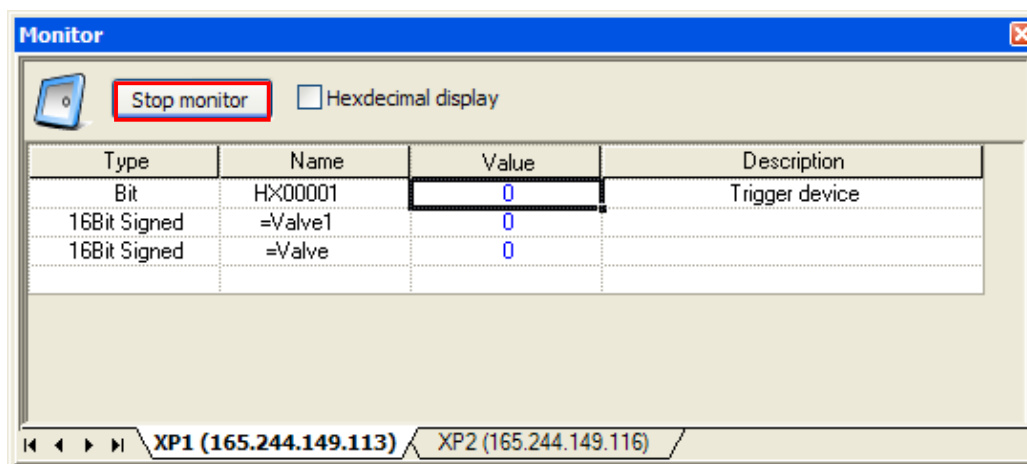 Monitor
Stop monitor Hexdecimal display
Type Name Value Description
Bit HX00001 0 Trigger device
16Bit Signed =Valve1 0
16Bit Signed =Valve 0
XP1 (165.244.149.113) XP2 (165.244.149.116)